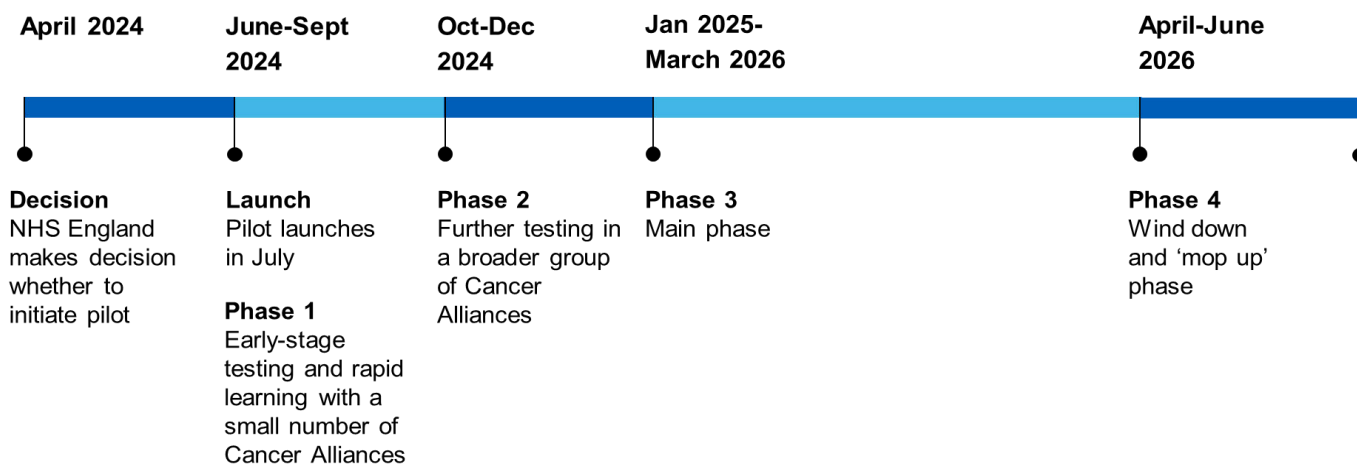 April 2024
June-Sept
2024
Oct-Dec
2024
Jan 2025-
March 2026
April-June
2026
Decision
NHS England
makes decision
whether to
initiate pilot
Launch
Pilot launches
in July
Phase 1
Early-stage
testing and rapid
learning with a
small number of
Cancer Alliances
Phase 2
Further testing in
a broader group
of Cancer
Alliances
Phase 3
Main phase
Phase 4
Wind down
and ‘mop up’
phase